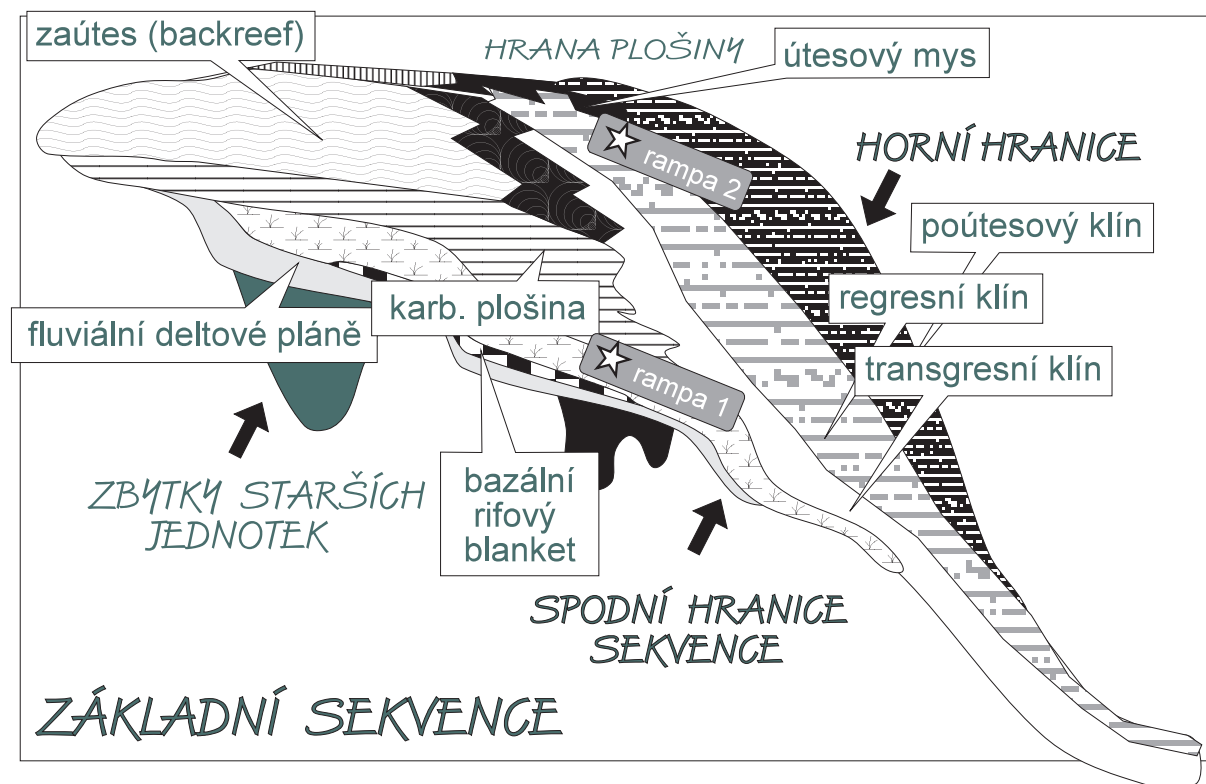 zaútes (backreef)
HRANA PLOŠINY
útesový mys
rampa 2
HORNÍ HRANICE
poútesový klín
regresní klín
karb. plošina
fluviální deltové pláně
transgresní klín
rampa 1
ZBYTKY STARŠÍCH
JEDNOTEK
bazální
rifový
blanket
SPODNÍ HRANICE
SEKVENCE
ZÁKLADNÍ SEKVENCE